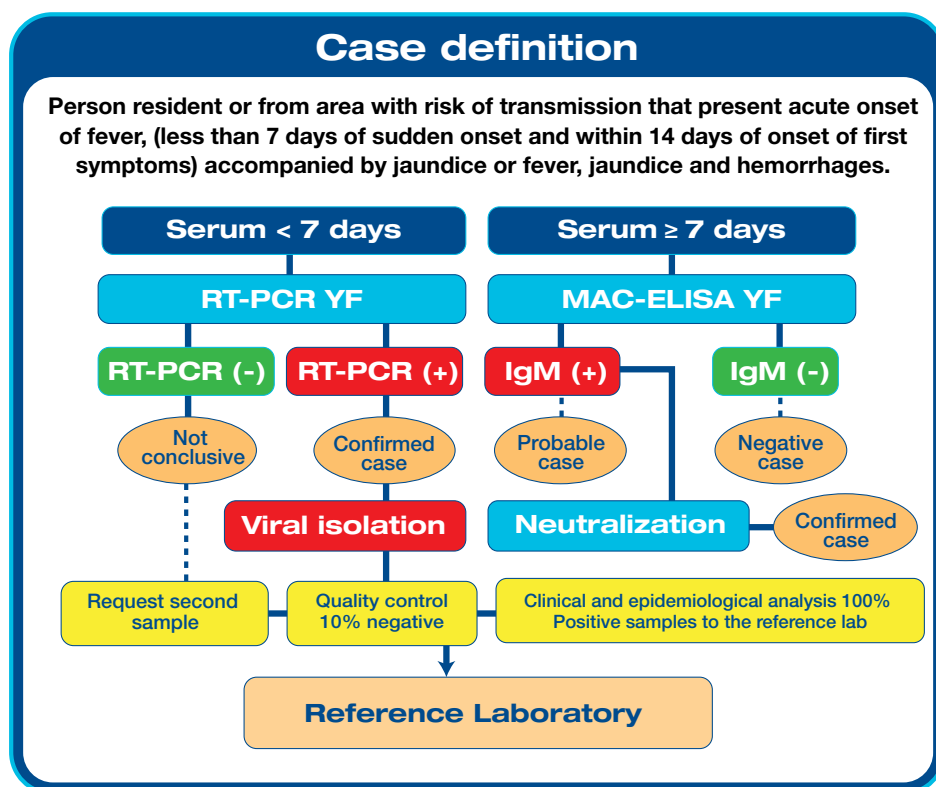 Case definition
Person resident or from area with risk of transmission that present acute onset
of fever, (less than 7 days of sudden onset and within 14 days of onset of first
symptoms) accompanied by jaundice or fever, jaundice and hemorrhages.
Serum < 7 days
Serum ≥ 7 days
RT-PCR YF
MAC-ELISA YF
RT-PCR (-)
RT-PCR (+)
IgM (+)
IgM (-)
Not
conclusive
Confirmed
case
Probable
case
Negative
case
Viral isolation
Neutralization
Confirmed
case
Request second
sample
Quality control
10% negative
Clinical and epidemiological analysis 100%
Positive samples to the reference lab
Reference Laboratory